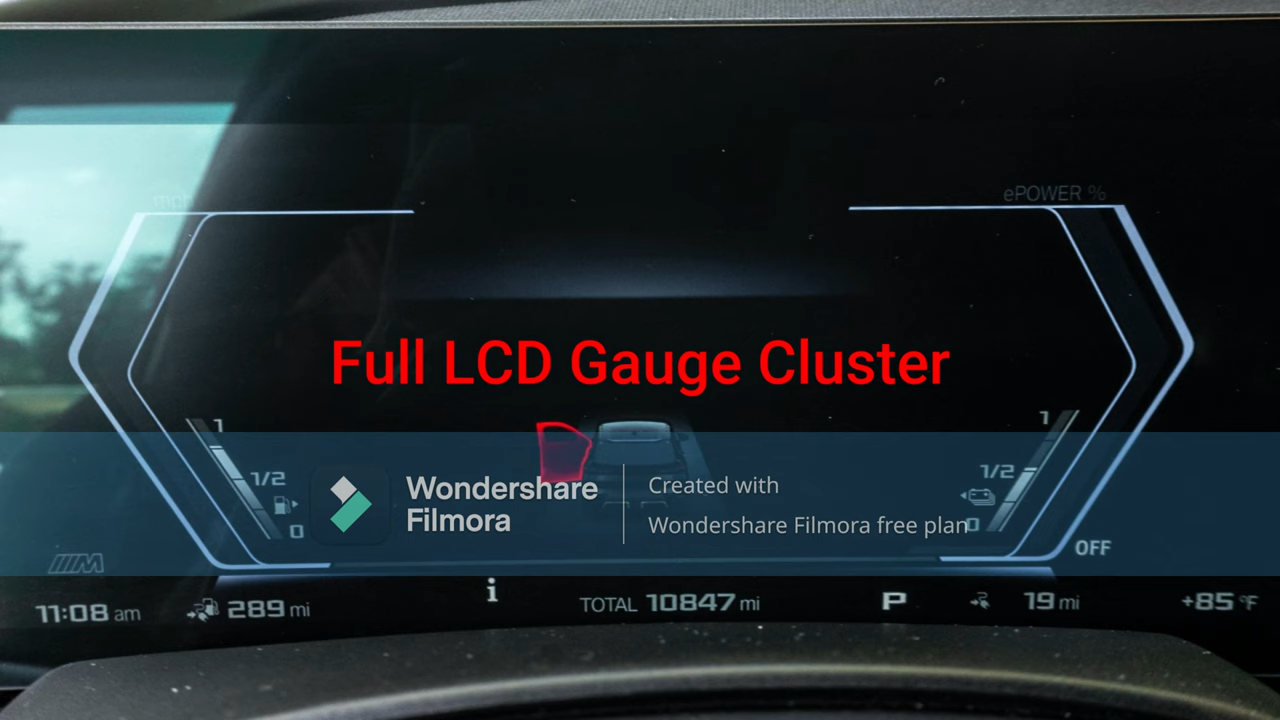 mph
ePOWER %
Full LCD Gauge Cluster
1
1/2
0
1
1/2
0
Wondershare
Filmora
Created with
Wondershare Filmora free plan
M
OFF
i
11:08 am
289 mi
TOTAL 10847 mi
P
19 mi
+85 °F